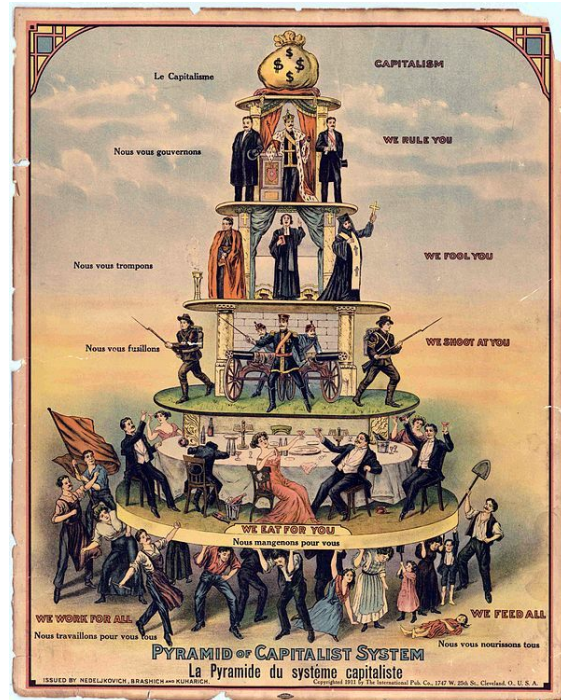 Le Capitalisme
CAPITALISM
Nous vous gouvernons
WE RULE YOU
Nous vous trompons
WE FOOL YOU
Nous vous fusillons
WE SHOOT AT YOU
WE EAT FOR YOU
Nous mangenons pour vous
WE WORK FOR ALL
WE FEED ALL
Nous travaillons pour vous tous
Nous vous nourissons tous
PYRAMID OF CAPITALIST SYSTEM
La Pyramide du système capitaliste
ISSUED BY NEDELJKOVICH, BRASHICH AND KUHARICH.
Copyrighted 1911 by The International Pub. Co., 1747 W. 25th St., Cleveland, O., U. S. A.